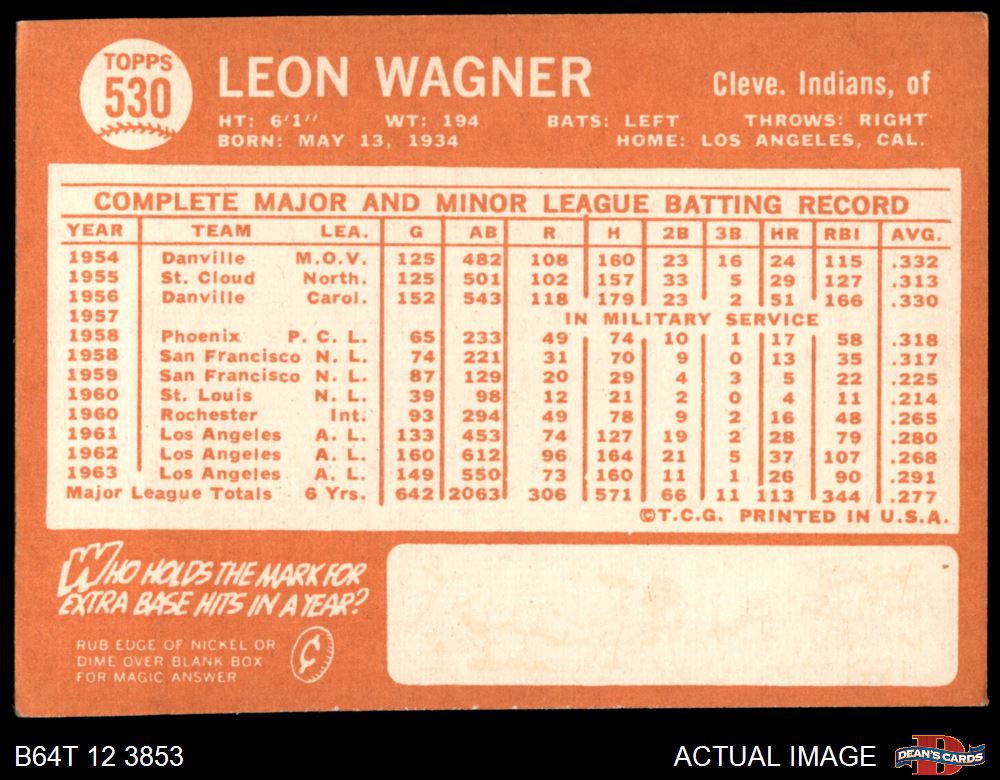 TOPPS
530
LEON WAGNER
Cleve. Indians, of
HT: 6'1" WT: 194 BATS: LEFT THROWS: RIGHT
BORN: MAY 13, 1934 HOME: LOS ANGELES, CAL.
COMPLETE MAJOR AND MINOR LEAGUE BATTING RECORD
YEAR TEAM LEA. G AB R H 2B 3B HR RBI AVG.
1954 Danville M.O.V. 125 482 108 160 23 16 24 115 .332
1955 St. Cloud North. 125 501 102 157 33 5 29 127 .313
1956 Danville Carol. 152 543 118 179 23 2 51 166 .330
1957 IN MILITARY SERVICE
1958 Phoenix P. C. L. 65 233 49 74 10 1 17 58 .318
1958 San Francisco N. L. 74 221 31 70 9 0 13 35 .317
1959 San Francisco N. L. 87 129 20 29 4 3 5 22 .225
1960 St. Louis N. L. 39 98 12 21 2 0 4 11 .214
1960 Rochester Int. 93 294 49 78 9 2 16 48 .265
1961 Los Angeles A. L. 133 453 74 127 19 2 28 79 .280
1962 Los Angeles A. L. 160 612 96 164 21 5 37 107 .268
1963 Los Angeles A. L. 149 550 73 160 11 1 26 90 .291
Major League Totals 6 Yrs. 642 2063 306 571 66 11 113 344 .277
©T.C.G. PRINTED IN U.S.A.
WHO HOLDS THE MARK FOR
EXTRA BASE HITS IN A YEAR?
RUB EDGE OF NICKEL OR
DIME OVER BLANK BOX
FOR MAGIC ANSWER
¢
B64T 12 3853
ACTUAL IMAGE
D
DEAN'S CARDS